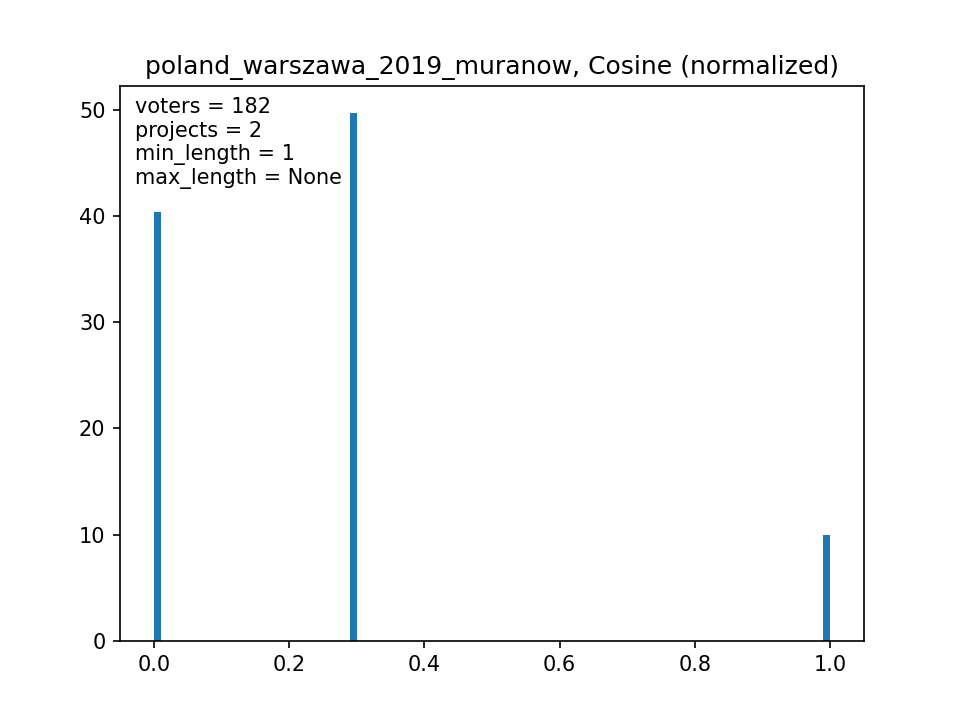 poland_warszawa_2019_muranow, Cosine (normalized)
voters = 182
projects = 2
min_length = 1
max_length = None
50
40
30
20
10
0
0.0 0.2 0.4 0.6 0.8 1.0